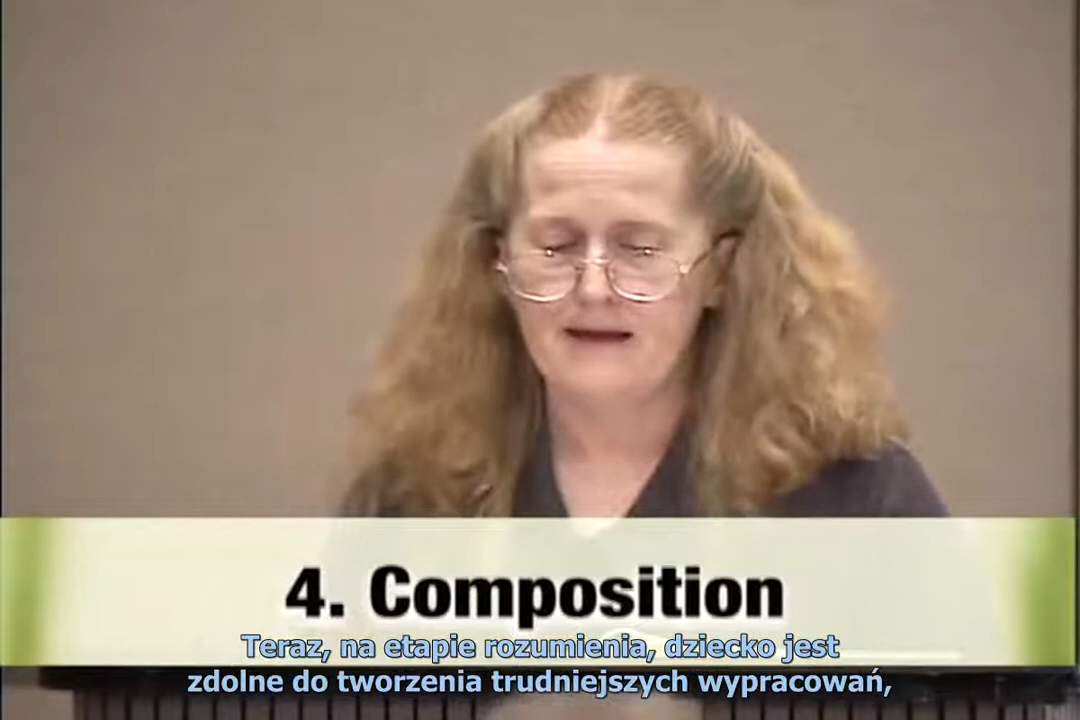 4. Composition
Teraz, na etapie rozumienia, dziecko jest
zdolne do tworzenia trudniejszych wypracowań,